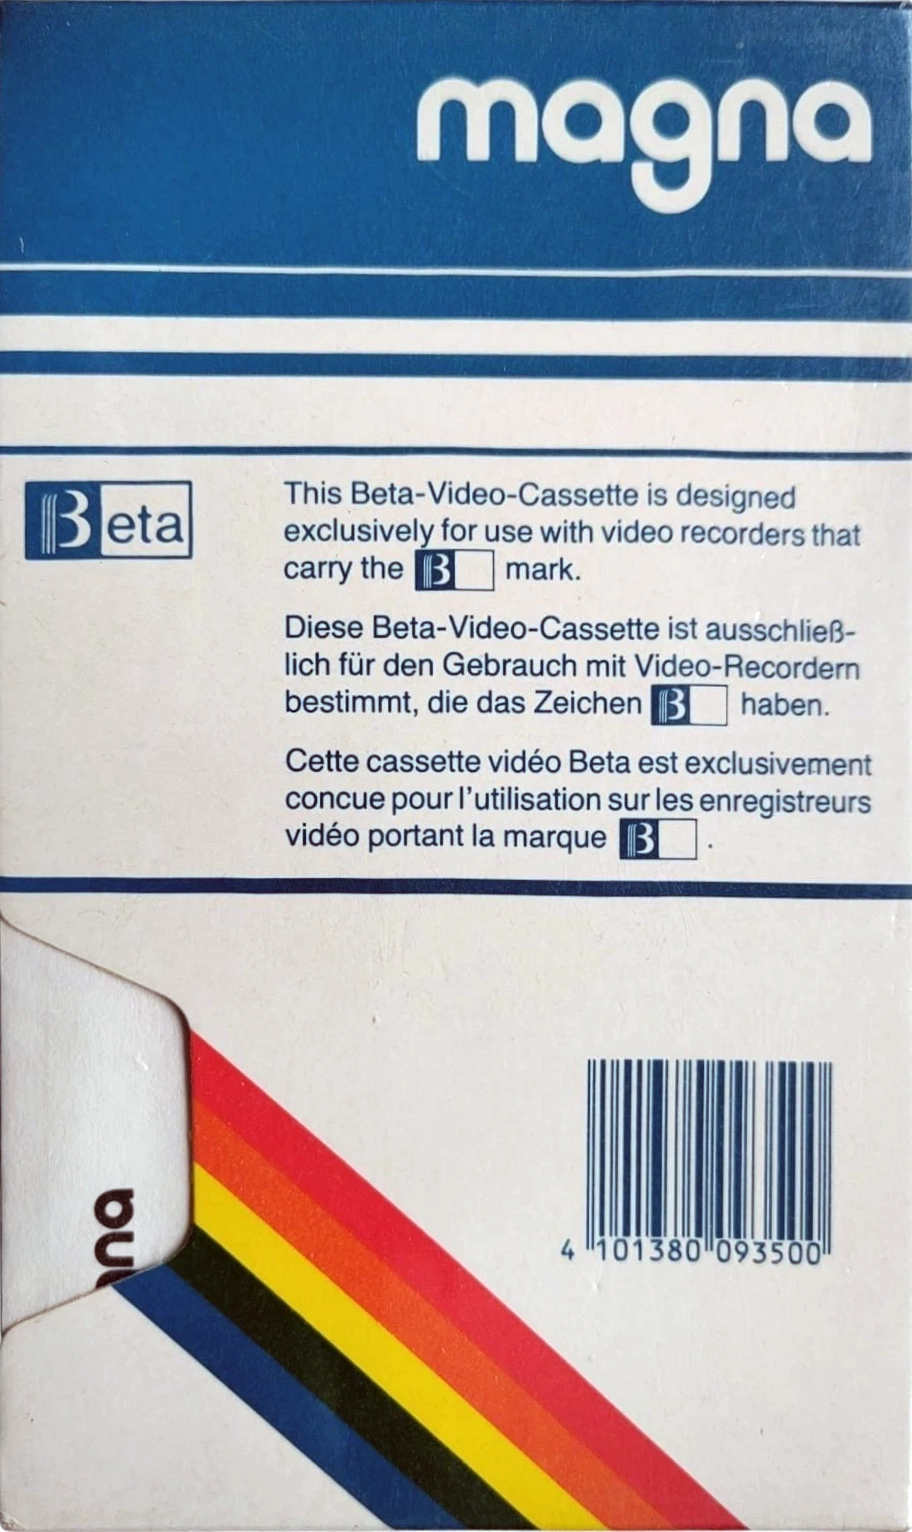 magna
Beta
This Beta-Video-Cassette is designed
exclusively for use with video recorders that
carry the B mark.
Diese Beta-Video-Cassette ist ausschließ-
lich für den Gebrauch mit Video-Recordern
bestimmt, die das Zeichen B haben.
Cette cassette vidéo Beta est exclusivement
concue pour l'utilisation sur les enregistreurs
vidéo portant la marque B .
na
4 101380 093500